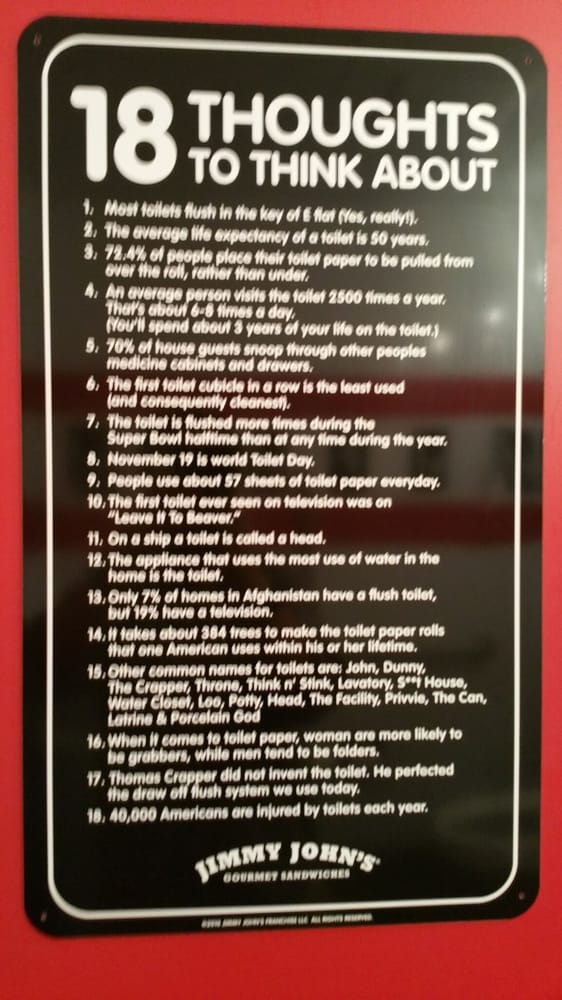 18 THOUGHTS
TO THINK ABOUT
1. Most toilets flush in the key of E flat (Yes, really!).
2. The average life expectancy of a toilet is 50 years.
3. 72.4% of people place their toilet paper to be pulled from
over the roll, rather than under.
4. An average person visits the toilet 2500 times a year.
That's about 6-8 times a day.
(You'll spend about 3 years of your life on the toilet.)
5. 70% of house guests snoop through other peoples
medicine cabinets and drawers.
6. The first toilet cubicle in a row is the least used
(and consequently cleanest).
7. The toilet is flushed more times during the
Super Bowl halftime than at any time during the year.
8. November 19 is world Toilet Day.
9. People use about 57 sheets of toilet paper everyday.
10. The first toilet ever seen on television was on
"Leave It To Beaver."
11. On a ship a toilet is called a head.
12. The appliance that uses the most use of water in the
home is the toilet.
13. Only 7% of homes in Afghanistan have a flush toilet,
but 19% have a television.
14. It takes about 384 trees to make the toilet paper rolls
that one American uses within his or her lifetime.
15. Other common names for toilets are: John, Dunny,
The Crapper, Throne, Think n' Stink, Lavatory, S**t House,
Water Closet, Loo, Potty, Head, The Facility, Privvie, The Can,
Latrine & Porcelain God
16. When it comes to toilet paper, woman are more likely to
be grabbers, while men tend to be folders.
17. Thomas Crapper did not invent the toilet. He perfected
the draw off flush system we use today.
18. 40,000 Americans are injured by toilets each year.
JIMMY JOHN'S
GOURMET SANDWICHES
JIMMY JOHN'S FRANCHISE LLC ALL RIGHTS RESERVED.